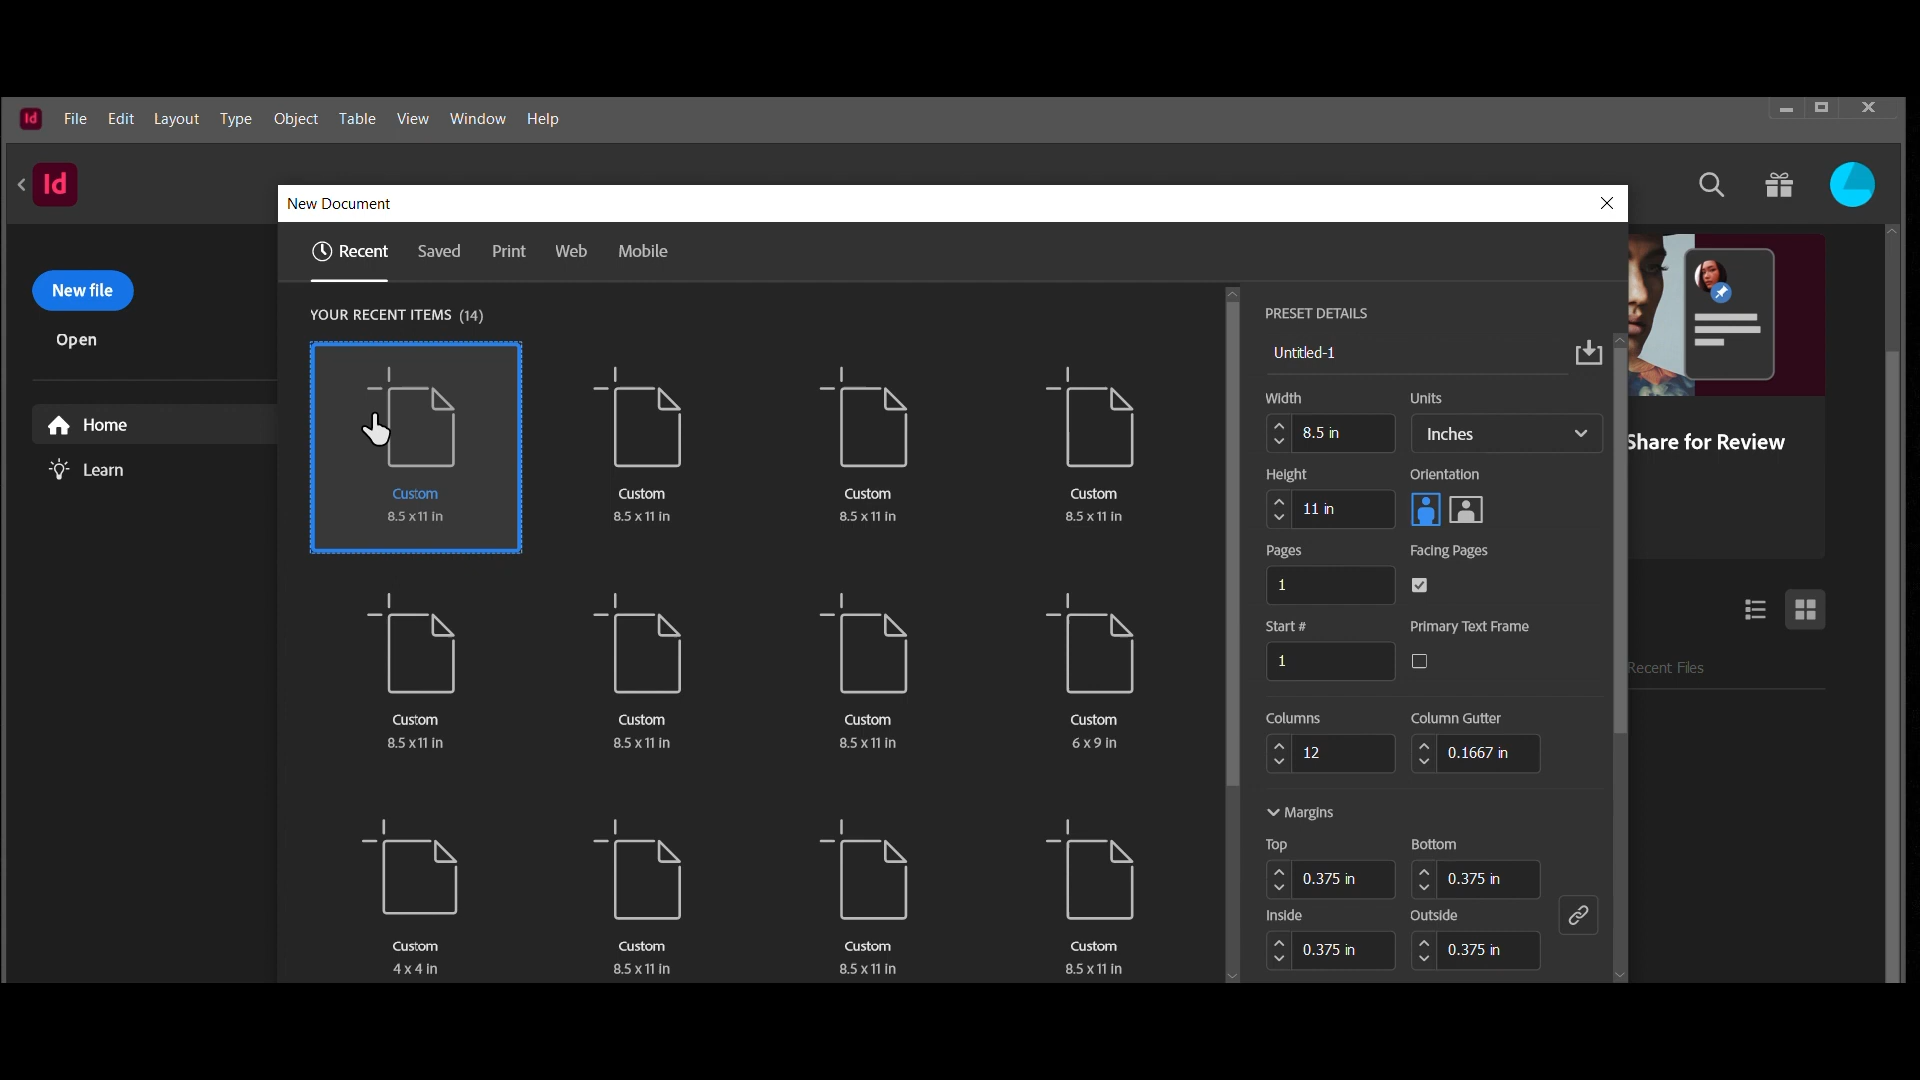 Id File Edit Layout Type Object Table View Window Help
Id
New Document
Recent Saved Print Web Mobile
New file
Open
Home
Learn
YOUR RECENT ITEMS (14)
Custom Custom Custom Custom
8.5 x 11 in 8.5 x 11 in 8.5 x 11 in 8.5 x 11 in
Custom Custom Custom Custom
8.5 x 11 in 8.5 x 11 in 8.5 x 11 in 6 x 9 in
Custom Custom Custom Custom
4 x 4 in 8.5 x 11 in 8.5 x 11 in 8.5 x 11 in
PRESET DETAILS
Untitled-1
Width Units
8.5 in Inches
Height Orientation
11 in
Pages Facing Pages
1
Start # Primary Text Frame
1
Columns Column Gutter
12 0.1667 in
Margins
Top Bottom
0.375 in 0.375 in
Inside Outside
0.375 in 0.375 in
Share for Review
Recent Files